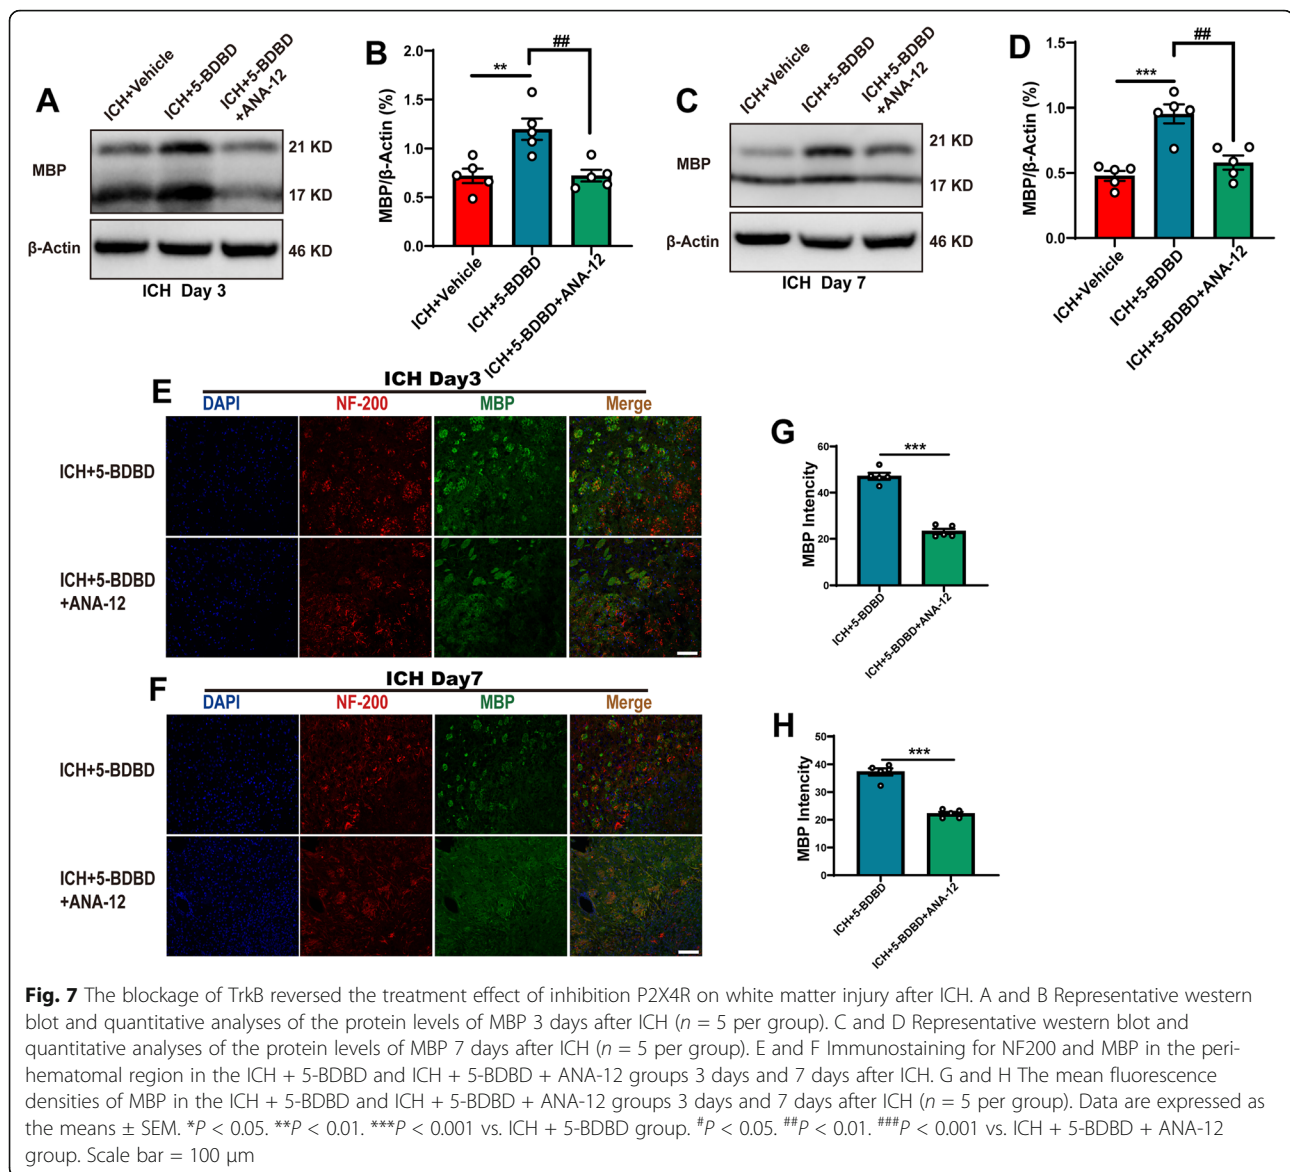 A
ICH+Vehicle
ICH+5-BDBD
ICH+5-BDBD
+ANA-12
MBP
21 KD
17 KD
β-Actin
46 KD
ICH Day 3
B
MBP/β-Actin (%)
2.0
1.5
1.0
0.5
0.0
**
##
ICH+Vehicle
ICH+5-BDBD
ICH+5-BDBD+ANA-12
C
ICH+Vehicle
ICH+5-BDBD
ICH+5-BDBD
+ANA-12
MBP
21 KD
17 KD
β-Actin
46 KD
ICH Day 7
D
MBP/β-Actin (%)
1.5
1.0
0.5
0.0
***
##
ICH+Vehicle
ICH+5-BDBD
ICH+5-BDBD+ANA-12
E
ICH Day3
DAPI NF-200 MBP Merge
ICH+5-BDBD
ICH+5-BDBD
+ANA-12
G
MBP Intencity
60
40
20
0
***
ICH+5-BDBD
ICH+5-BDBD+ANA-12
F
ICH Day7
DAPI NF-200 MBP Merge
ICH+5-BDBD
ICH+5-BDBD
+ANA-12
H
MBP Intencity
50
40
30
20
10
0
***
ICH+5-BDBD
ICH+5-BDBD+ANA-12
Fig. 7 The blockage of TrkB reversed the treatment effect of inhibition P2X4R on white matter injury after ICH. A and B Representative western
blot and quantitative analyses of the protein levels of MBP 3 days after ICH (n = 5 per group). C and D Representative western blot and
quantitative analyses of the protein levels of MBP 7 days after ICH (n = 5 per group). E and F Immunostaining for NF200 and MBP in the peri-
hematomal region in the ICH + 5-BDBD and ICH + 5-BDBD + ANA-12 groups 3 days and 7 days after ICH. G and H The mean fluorescence
densities of MBP in the ICH + 5-BDBD and ICH + 5-BDBD + ANA-12 groups 3 days and 7 days after ICH (n = 5 per group). Data are expressed as
the means ± SEM. *P < 0.05. **P < 0.01. ***P < 0.001 vs. ICH + 5-BDBD group. #P < 0.05. ##P < 0.01. ###P < 0.001 vs. ICH + 5-BDBD + ANA-12
group. Scale bar = 100 μm